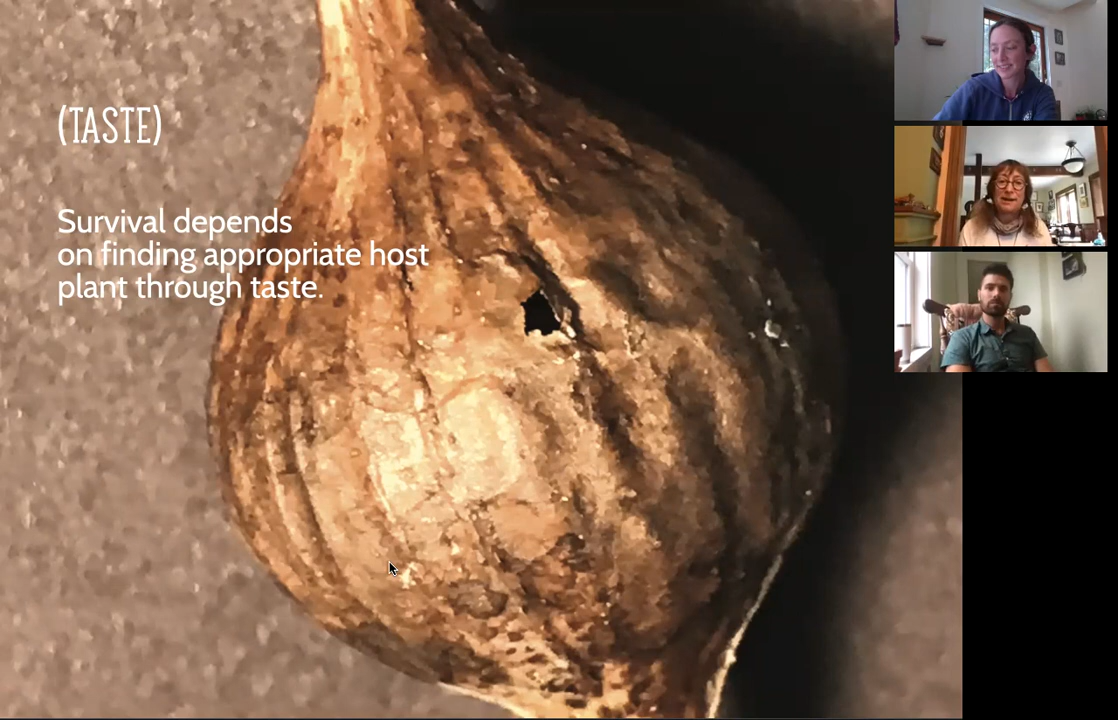 (TASTE)
Survival depends
on finding appropriate host
plant through taste.